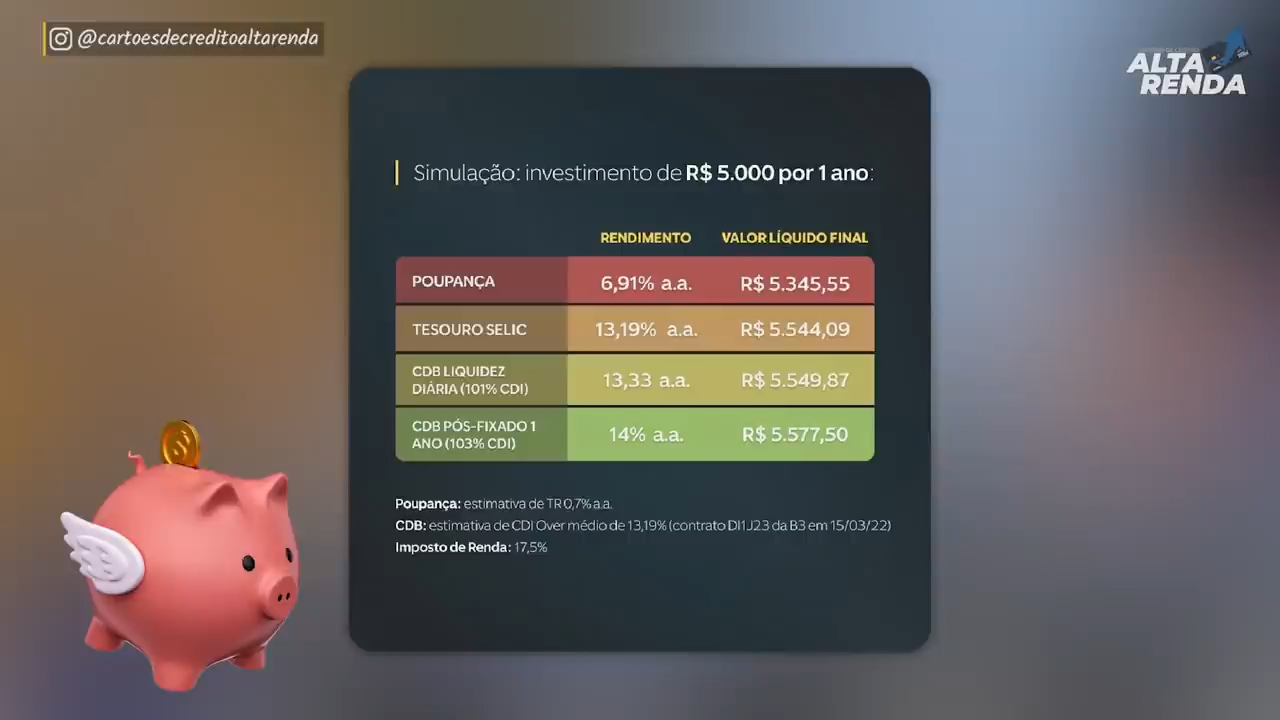 @cartoesdecreditoaltarenda
ALTA
RENDA
Simulação: investimento de R$ 5.000 por 1 ano:
RENDIMENTO VALOR LÍQUIDO FINAL
POUPANÇA 6,91% a.a. R$ 5.345,55
TESOURO SELIC 13,19% a.a. R$ 5.544,09
CDB LIQUIDEZ
DIÁRIA (101% CDI) 13,33 a.a. R$ 5.549,87
CDB PÓS-FIXADO 1
ANO (103% CDI) 14% a.a. R$ 5.577,50
Poupança: estimativa de TR 0,7% a.a.
CDB: estimativa de CDI Over médio de 13,19% (contrato DI1J23 da B3 em 15/03/22)
Imposto de Renda: 17,5%